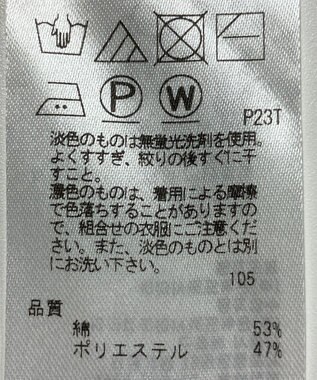 P W
P23T
淡色のものは無蛍光洗剤を使用。
よくすすぎ、絞りの後すぐに干
すこと。
濃色のものは、着用による摩擦
で色落ちすることがありますの
で、組合せの衣服にご注意くだ
さい。また、淡色のものとは別
にお洗い下さい。
105
品質
綿 53%
ポリエステル 47%